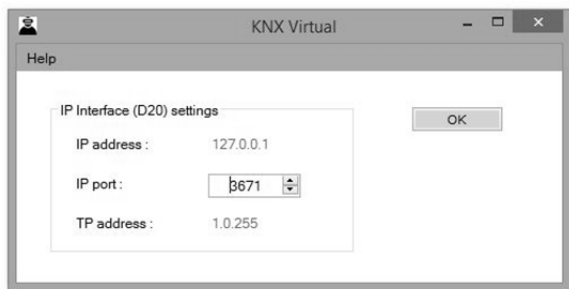 KNX Virtual
Help
IP Interface (D20) settings
IP address : 127.0.0.1
OK
IP port : 3671
TP address : 1.0.255